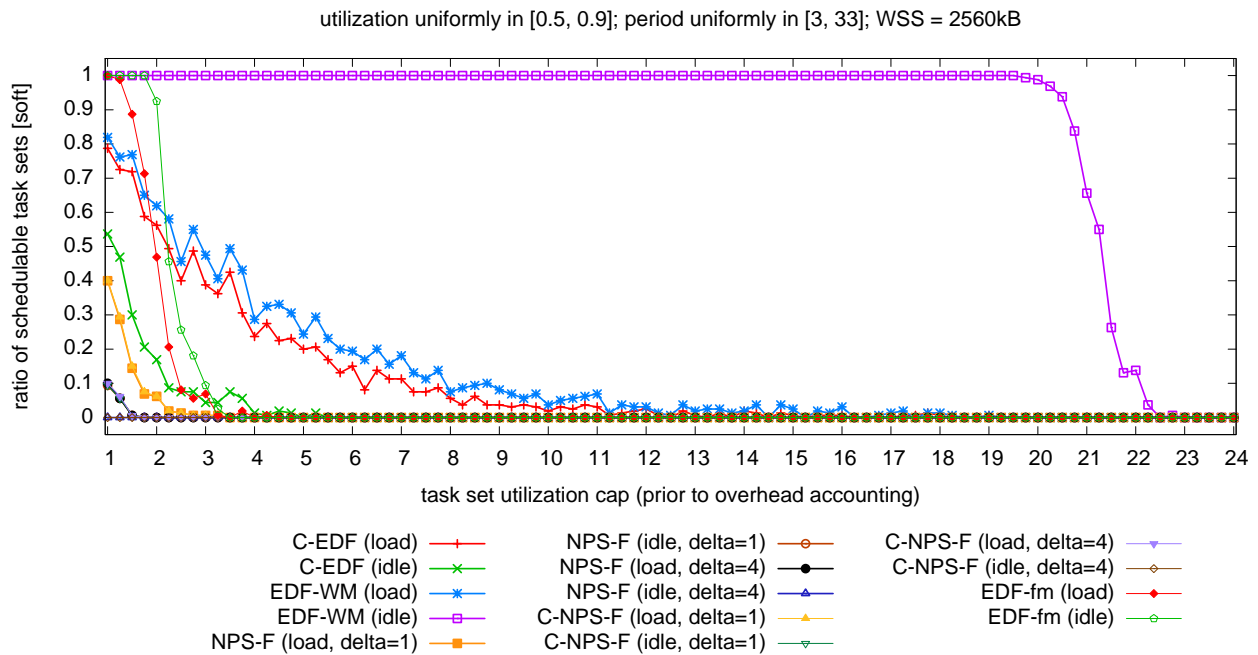 utilization uniformly in [0.5, 0.9]; period uniformly in [3, 33]; WSS = 2560kB
ratio of schedulable task sets [soft]
1
0.9
0.8
0.7
0.6
0.5
0.4
0.3
0.2
0.1
0
1 2 3 4 5 6 7 8 9 10 11 12 13 14 15 16 17 18 19 20 21 22 23 24
task set utilization cap (prior to overhead accounting)
C-EDF (load)
C-EDF (idle)
EDF-WM (load)
EDF-WM (idle)
NPS-F (load, delta=1)
NPS-F (idle, delta=1)
NPS-F (load, delta=4)
NPS-F (idle, delta=4)
C-NPS-F (load, delta=1)
C-NPS-F (idle, delta=1)
C-NPS-F (load, delta=4)
C-NPS-F (idle, delta=4)
EDF-fm (load)
EDF-fm (idle)